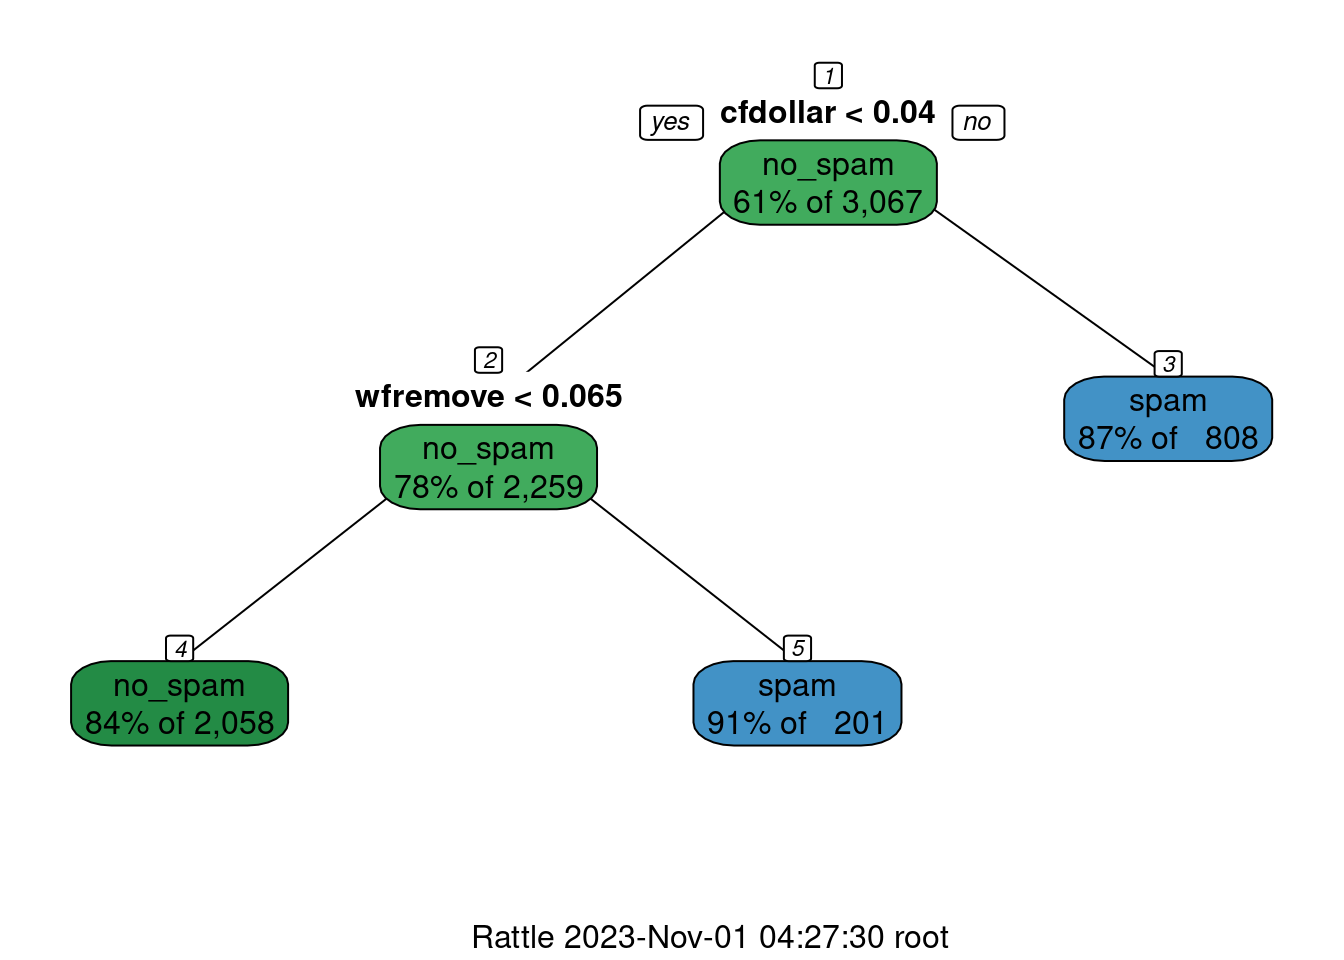 1
yes cfdollar < 0.04 no
no_spam
61% of 3,067
2
wfremove < 0.065
no_spam
78% of 2,259
3
spam
87% of 808
4
no_spam
84% of 2,058
5
spam
91% of 201
Rattle 2023-Nov-01 04:27:30 root